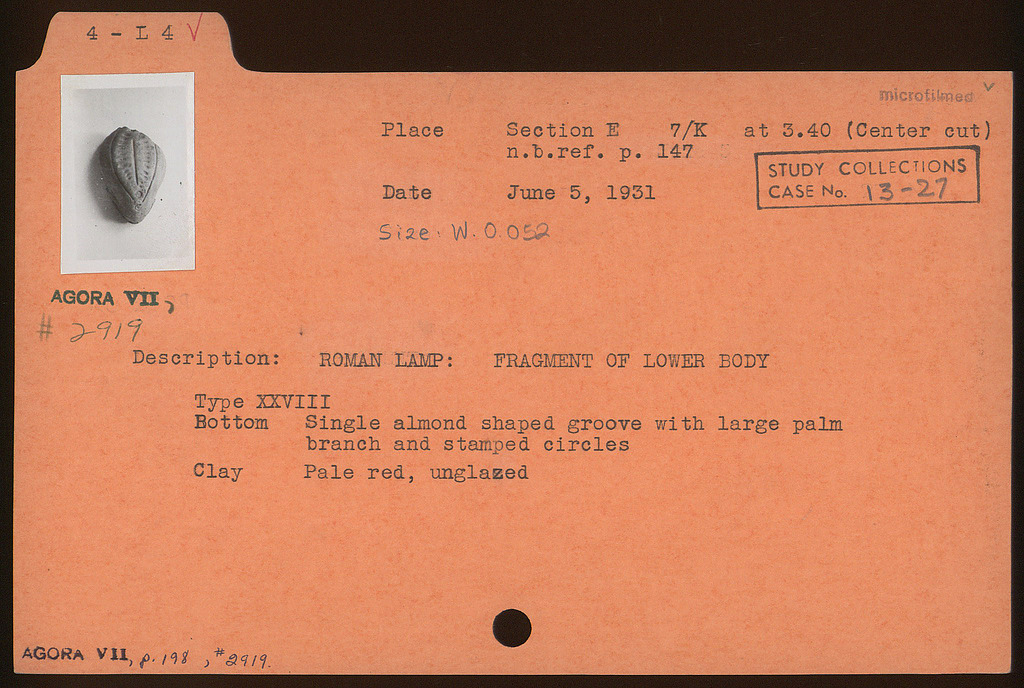 4 - L 4 √
microfilmed v
Place Section E 7/K at 3.40 (Center cut)
n.b.ref. p. 147
STUDY COLLECTIONS
CASE No. 13-27
Date June 5, 1931
Size. W. 0.052
AGORA VII,
# 2919
Description: ROMAN LAMP: FRAGMENT OF LOWER BODY
Type XXVIII
Bottom Single almond shaped groove with large palm
branch and stamped circles
Clay Pale red, unglazed
AGORA VII, p. 198, #2919.